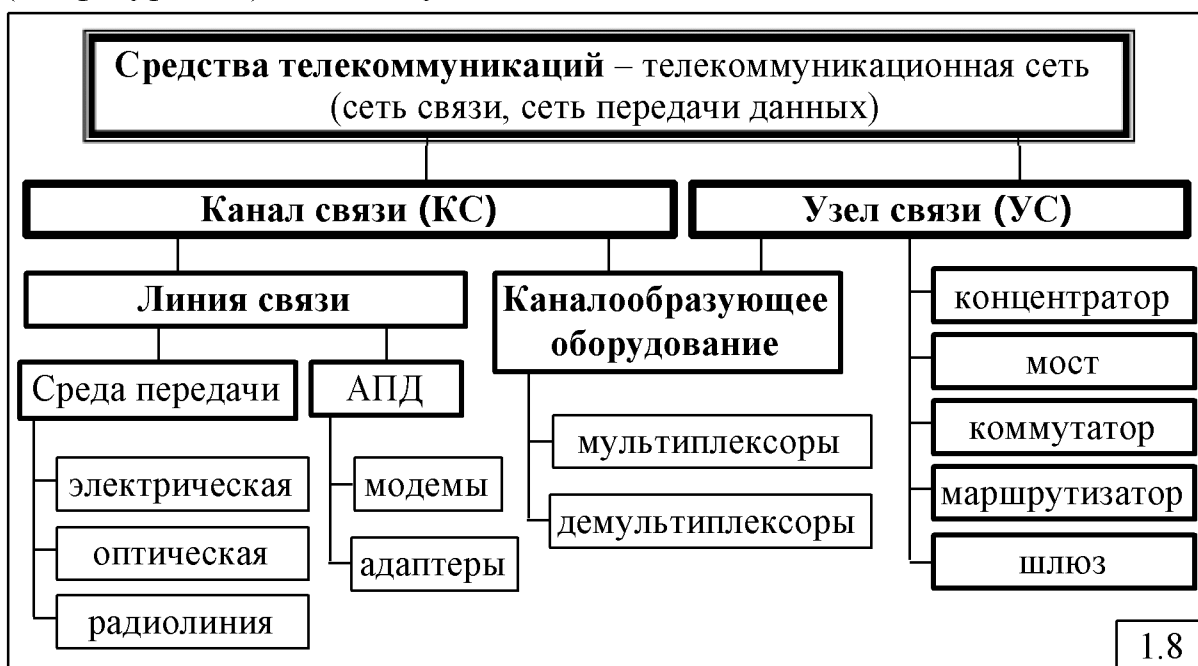 Средства телекоммуникаций – телекоммуникационная сеть
(сеть связи, сеть передачи данных)
Канал связи (КС)
Узел связи (УС)
Линия связи
Каналообразующее
оборудование
Среда передачи
АПД
электрическая
оптическая
радиолиния
модемы
адаптеры
мультиплексоры
демультиплексоры
концентратор
мост
коммутатор
маршрутизатор
шлюз
1.8